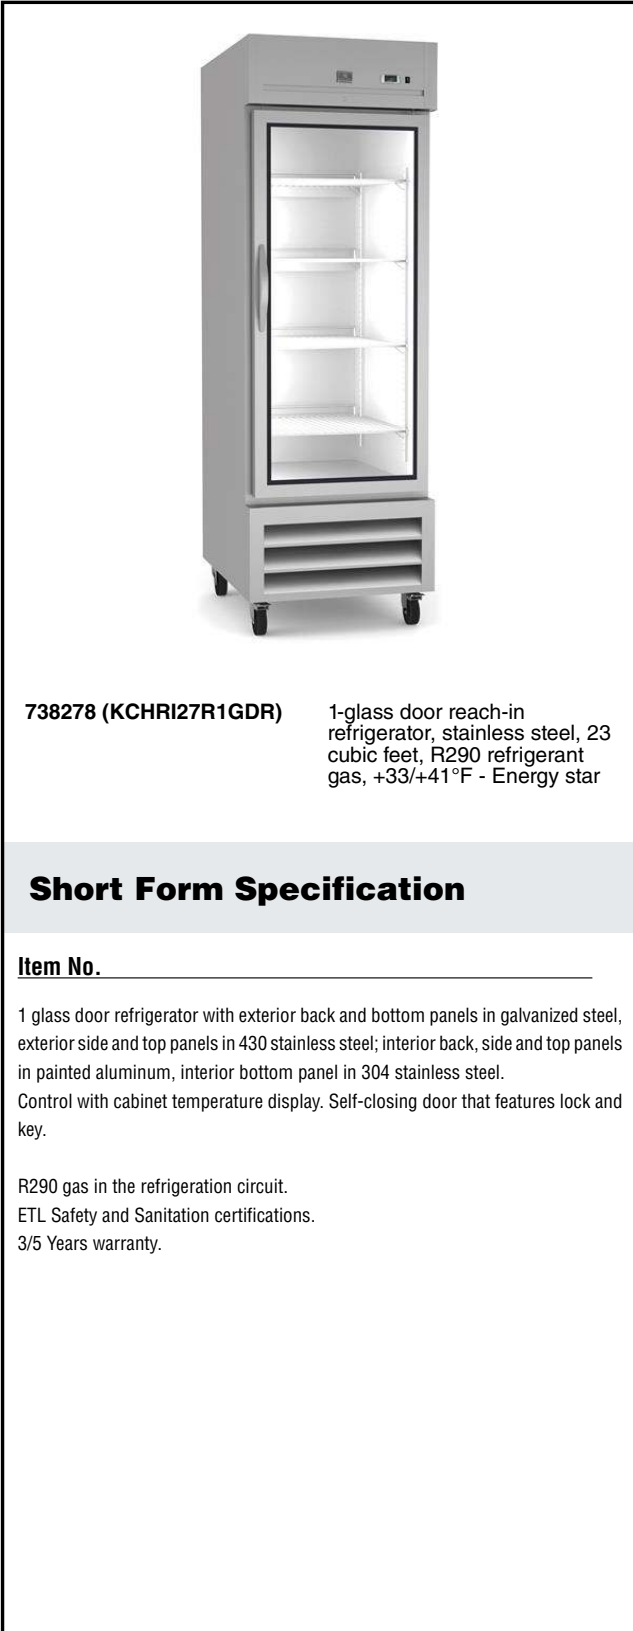 738278 (KCHRI27R1GDR)
1-glass door reach-in
refrigerator, stainless steel, 23
cubic feet, R290 refrigerant
gas, +33/+41°F - Energy star
Short Form Specification
Item No.
1 glass door refrigerator with exterior back and bottom panels in galvanized steel,
exterior side and top panels in 430 stainless steel; interior back, side and top panels
in painted aluminum, interior bottom panel in 304 stainless steel.
Control with cabinet temperature display. Self-closing door that features lock and
key.
R290 gas in the refrigeration circuit.
ETL Safety and Sanitation certifications.
3/5 Years warranty.